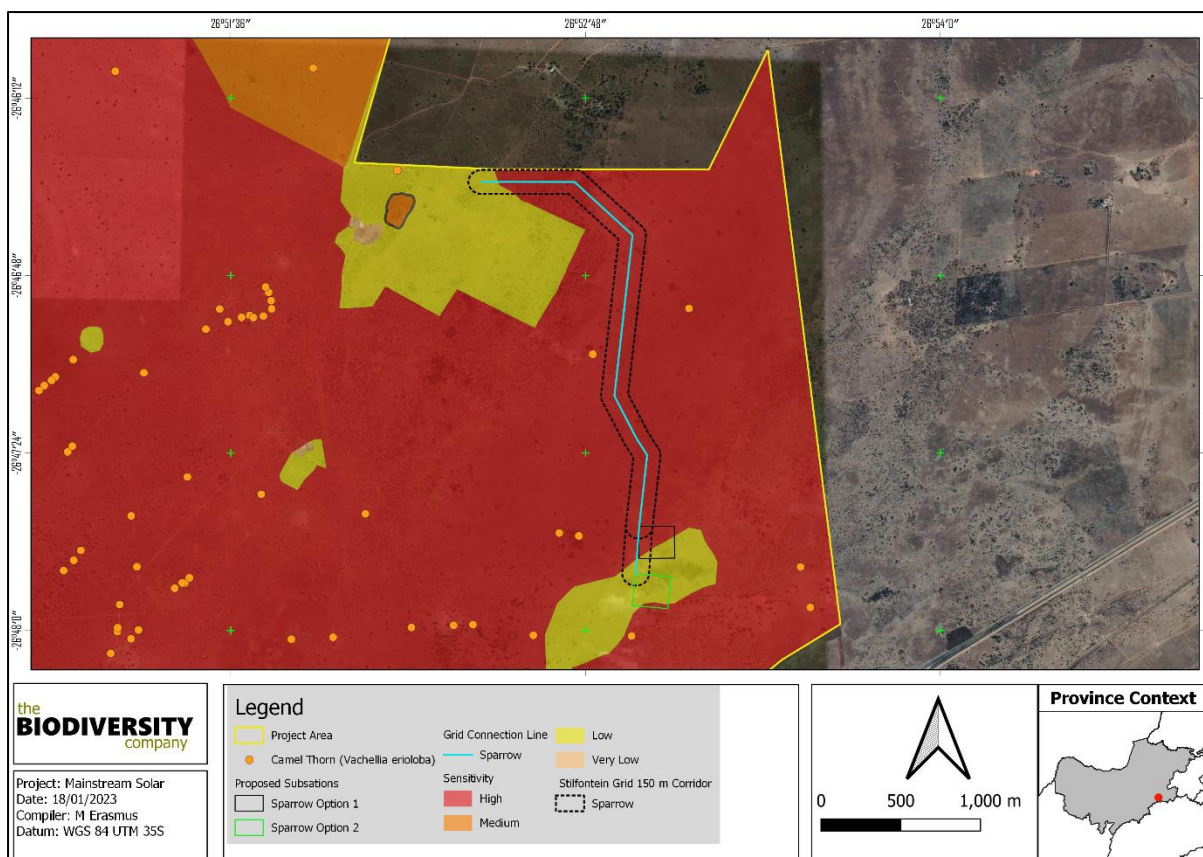 26°51'36" 26°52'48" 26°54'0"
-26°46'12"
-26°46'48"
-26°47'24"
-26°48'0"
the
BIODIVERSITY
company
Project: Mainstream Solar
Date: 18/01/2023
Compiler: M Erasmus
Datum: WGS 84 UTM 35S
Legend
Project Area
Camel Thorn (Vachellia erioloba)
Proposed Subsations
Sparrow Option 1
Sparrow Option 2
Grid Connection Line
Sparrow
Sensitivity
High
Medium
Low
Very Low
Stilfontein Grid 150 m Corridor
Sparrow
0 500 1,000 m
Province Context